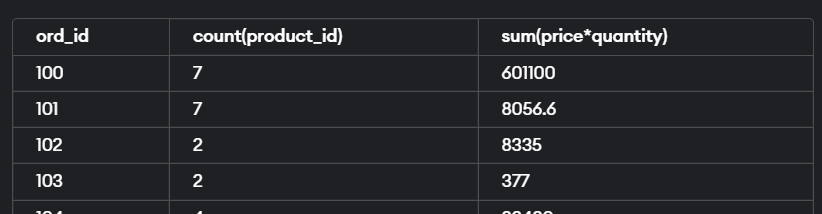 ord_id count(product_id) sum(price*quantity)
100 7 601100
101 7 8056.6
102 2 8335
103 2 377